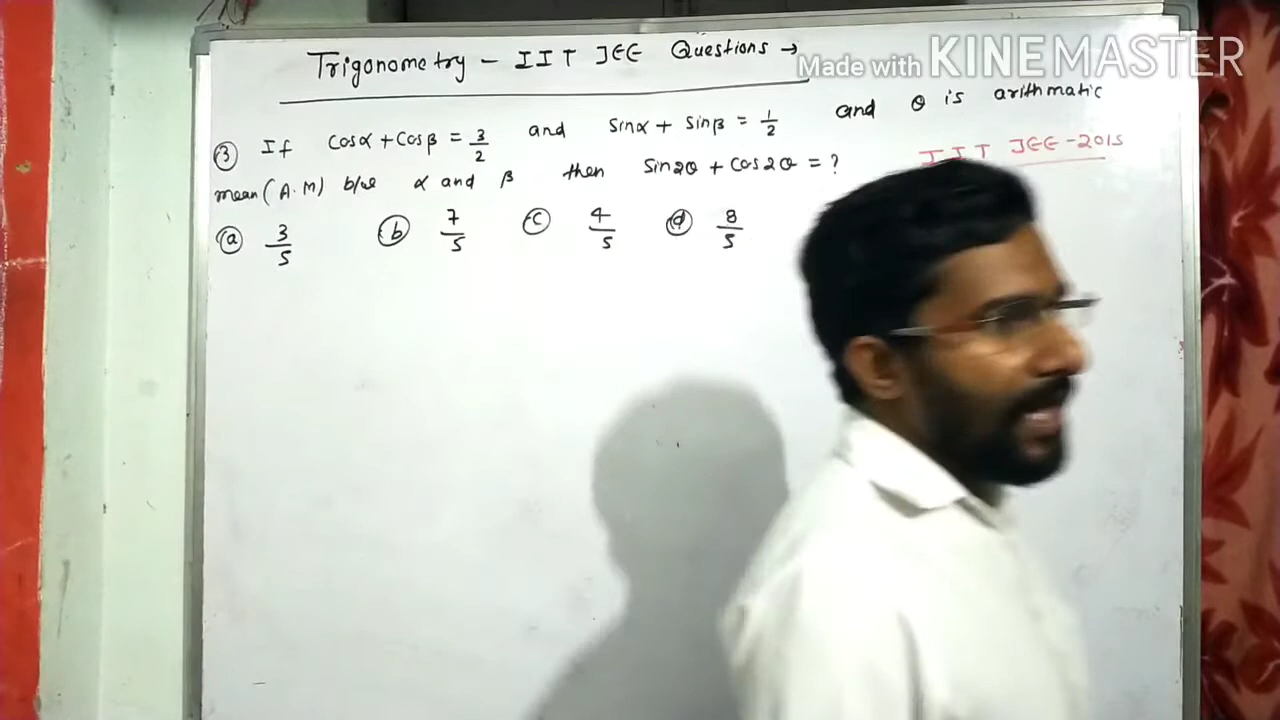 Trigonometry - IIT JEE Questions →
Made with KINEMASTER
③ If cosα + cosβ = 3/2 and sinα + sinβ = 1/2 and θ is arithmatic
mean (A.M) b/w α and β then sin2θ + cos2θ = ? IIT JEE -2015
ⓐ 3/5 ⓑ 7/5 ⓒ 4/5 ⓓ 8/5